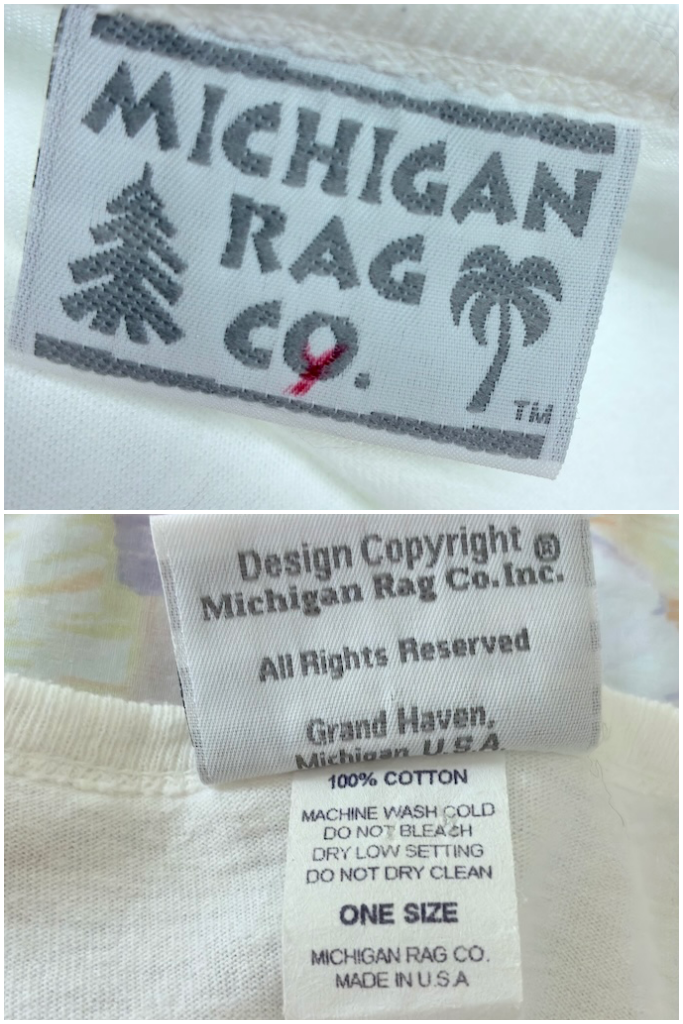 MICHIGAN
RAG
CO.
TM
Design Copyright ®
Michigan Rag Co. Inc.
All Rights Reserved
Grand Haven,
Michigan U.S.A.
100% COTTON
MACHINE WASH COLD
DO NOT BLEACH
DRY LOW SETTING
DO NOT DRY CLEAN
ONE SIZE
MICHIGAN RAG CO.
MADE IN U.S.A